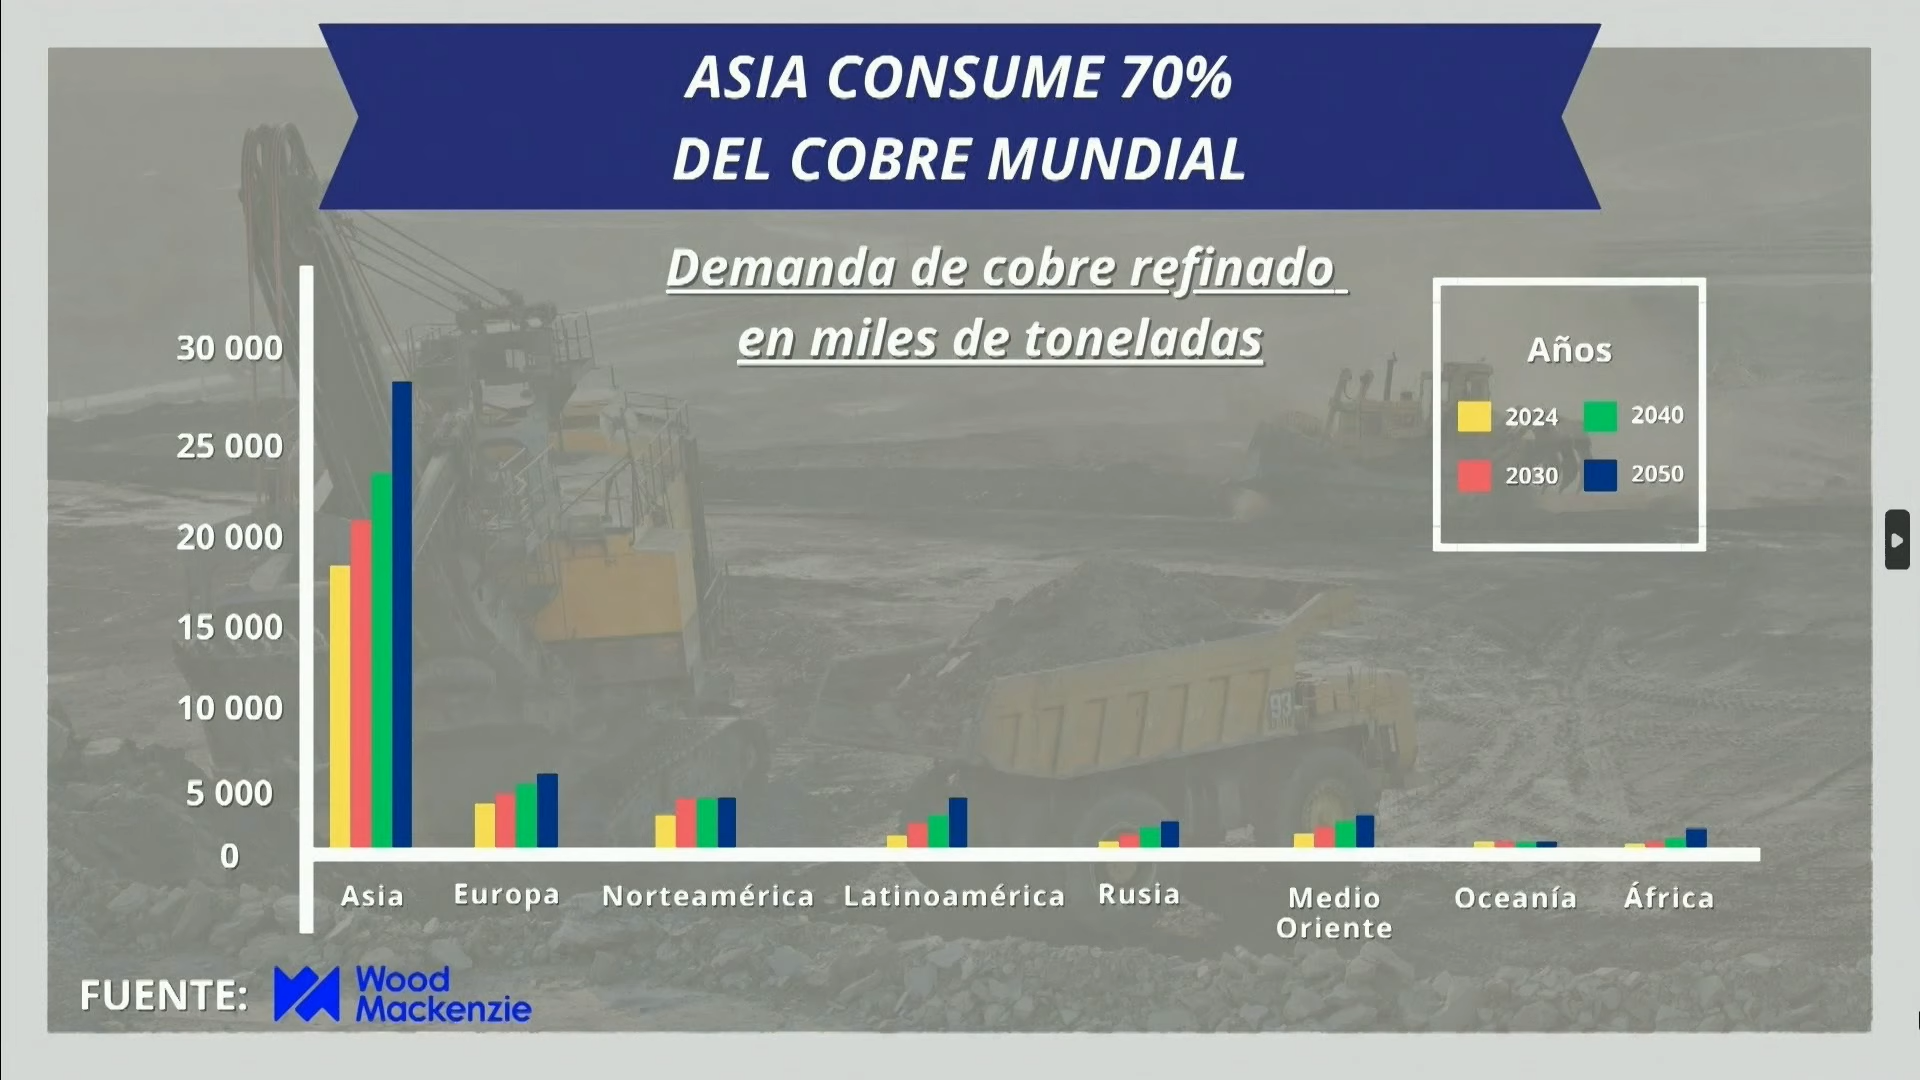 ASIA CONSUME 70%
DEL COBRE MUNDIAL
Demanda de cobre refinado
en miles de toneladas
Años
2024
2040
2030
2050
30 000
25 000
20 000
15 000
10 000
5 000
0
Asia
Europa
Norteamérica
Latinoamérica
Rusia
Medio
Oriente
Oceanía
África
93
FUENTE:
Wood
Mackenzie